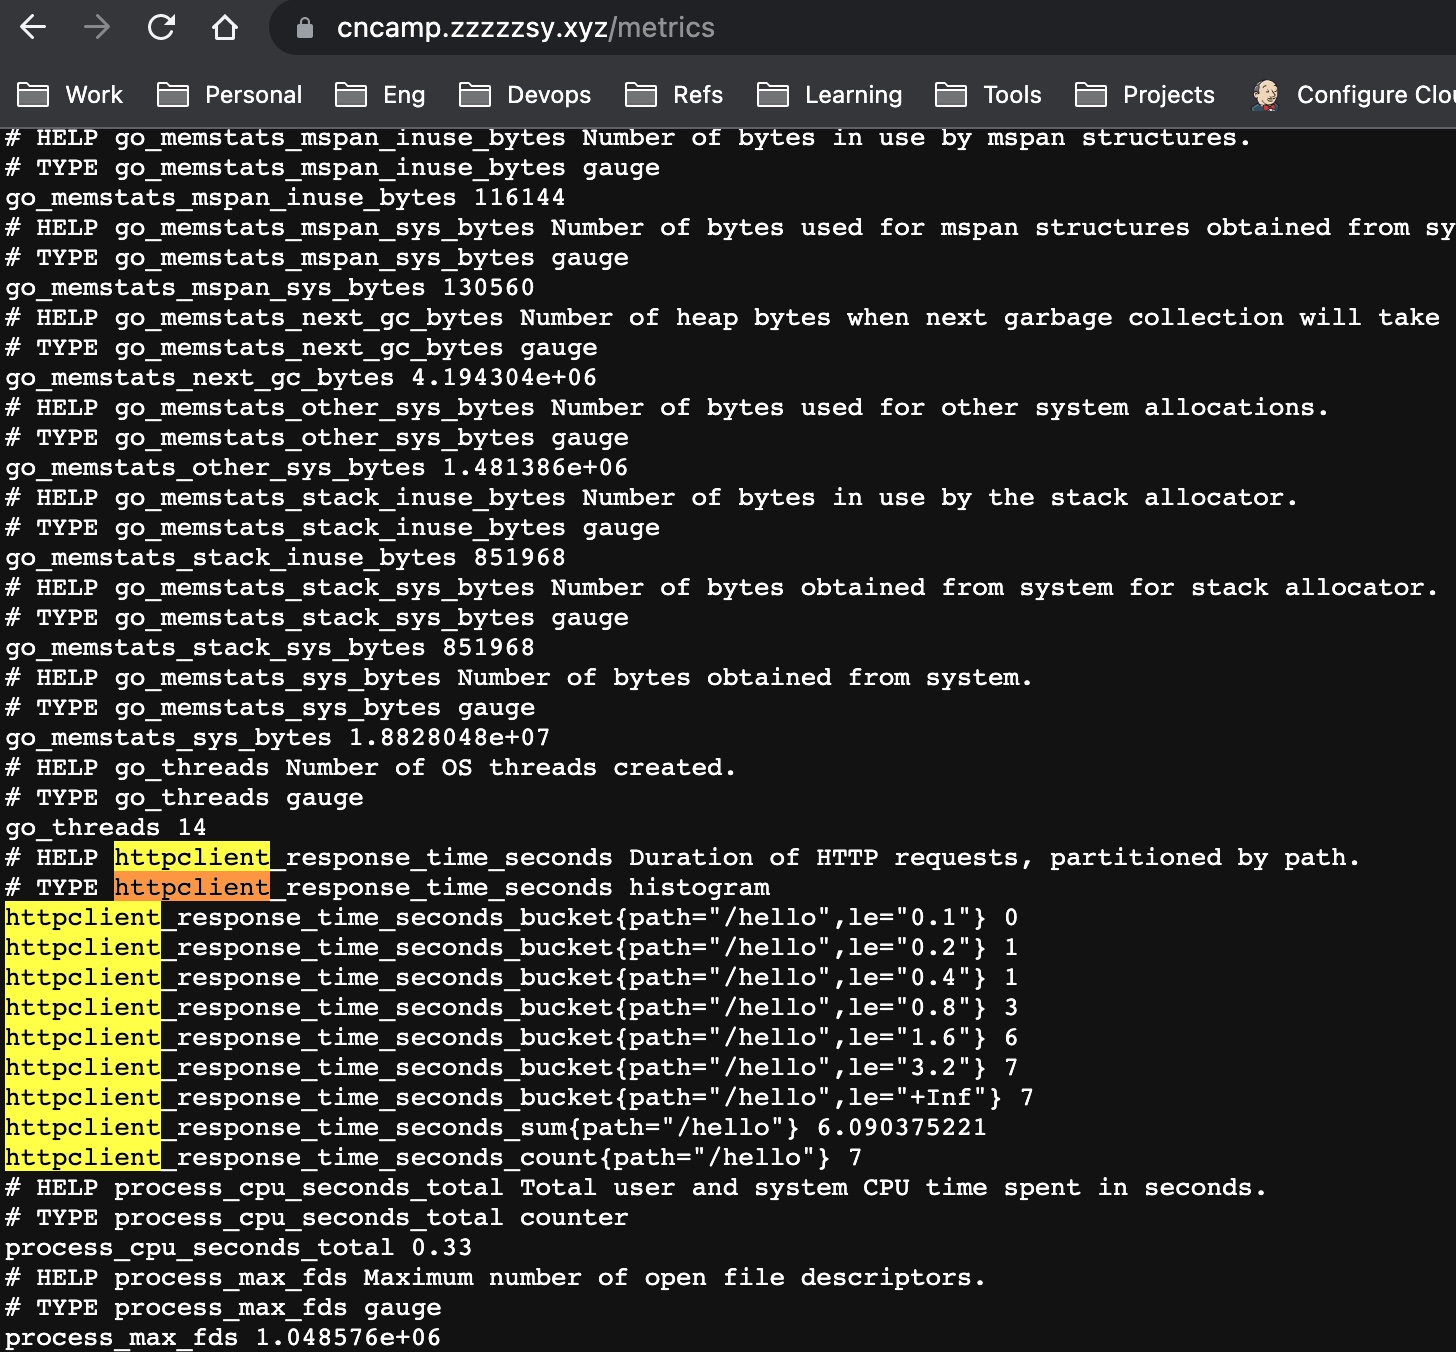 cncamp.zzzzzsy.xyz/metrics
Work Personal Eng Devops Refs Learning Tools Projects Configure Clou
# HELP go_memstats_mspan_inuse_bytes Number of bytes in use by mspan structures.
# TYPE go_memstats_mspan_inuse_bytes gauge
go_memstats_mspan_inuse_bytes 116144
# HELP go_memstats_mspan_sys_bytes Number of bytes used for mspan structures obtained from sy
# TYPE go_memstats_mspan_sys_bytes gauge
go_memstats_mspan_sys_bytes 130560
# HELP go_memstats_next_gc_bytes Number of heap bytes when next garbage collection will take
# TYPE go_memstats_next_gc_bytes gauge
go_memstats_next_gc_bytes 4.194304e+06
# HELP go_memstats_other_sys_bytes Number of bytes used for other system allocations.
# TYPE go_memstats_other_sys_bytes gauge
go_memstats_other_sys_bytes 1.481386e+06
# HELP go_memstats_stack_inuse_bytes Number of bytes in use by the stack allocator.
# TYPE go_memstats_stack_inuse_bytes gauge
go_memstats_stack_inuse_bytes 851968
# HELP go_memstats_stack_sys_bytes Number of bytes obtained from system for stack allocator.
# TYPE go_memstats_stack_sys_bytes gauge
go_memstats_stack_sys_bytes 851968
# HELP go_memstats_sys_bytes Number of bytes obtained from system.
# TYPE go_memstats_sys_bytes gauge
go_memstats_sys_bytes 1.8828048e+07
# HELP go_threads Number of OS threads created.
# TYPE go_threads gauge
go_threads 14
# HELP httpclient_response_time_seconds Duration of HTTP requests, partitioned by path.
# TYPE httpclient_response_time_seconds histogram
httpclient_response_time_seconds_bucket{path="/hello",le="0.1"} 0
httpclient_response_time_seconds_bucket{path="/hello",le="0.2"} 1
httpclient_response_time_seconds_bucket{path="/hello",le="0.4"} 1
httpclient_response_time_seconds_bucket{path="/hello",le="0.8"} 3
httpclient_response_time_seconds_bucket{path="/hello",le="1.6"} 6
httpclient_response_time_seconds_bucket{path="/hello",le="3.2"} 7
httpclient_response_time_seconds_bucket{path="/hello",le="+Inf"} 7
httpclient_response_time_seconds_sum{path="/hello"} 6.090375221
httpclient_response_time_seconds_count{path="/hello"} 7
# HELP process_cpu_seconds_total Total user and system CPU time spent in seconds.
# TYPE process_cpu_seconds_total counter
process_cpu_seconds_total 0.33
# HELP process_max_fds Maximum number of open file descriptors.
# TYPE process_max_fds gauge
process_max_fds 1.048576e+06